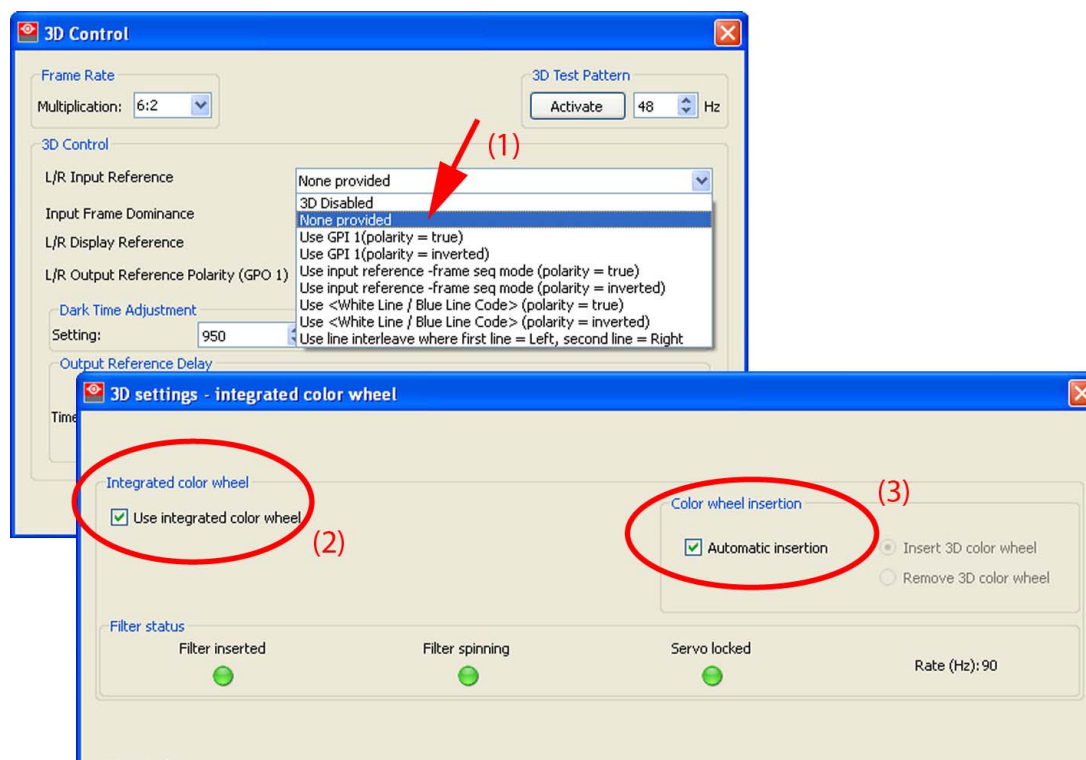 3D Control
Frame Rate
Multiplication: 6:2
3D Test Pattern
Activate 48 Hz
3D Control
(1)
L/R Input Reference None provided
3D Disabled
None provided
Input Frame Dominance
Use GPI 1(polarity = true)
L/R Display Reference
Use GPI 1(polarity = inverted)
L/R Output Reference Polarity (GPO 1)
Use input reference -frame seq mode (polarity = true)
Use input reference -frame seq mode (polarity = inverted)
Use <White Line / Blue Line Code> (polarity = true)
Use <White Line / Blue Line Code> (polarity = inverted)
Use line interleave where first line = Left, second line = Right
Dark Time Adjustment
Setting: 950
Output Reference Delay
Time
3D settings - integrated color wheel
Integrated color wheel
Use integrated color wheel
(2)
Color wheel insertion
(3)
Automatic insertion
Insert 3D color wheel
Remove 3D color wheel
Filter status
Filter inserted
Filter spinning
Servo locked
Rate (Hz): 90